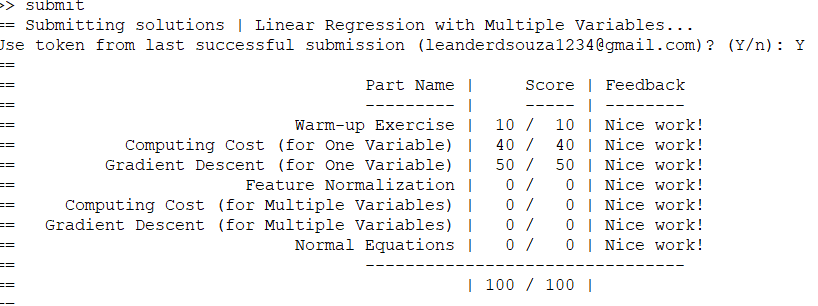 >> submit
== Submitting solutions | Linear Regression with Multiple Variables...
Use token from last successful submission (leanderdsouza1234@gmail.com)? (Y/n): Y
==
== Part Name | Score | Feedback
== --------- | ----- | --------
== Warm-up Exercise | 10 / 10 | Nice work!
== Computing Cost (for One Variable) | 40 / 40 | Nice work!
== Gradient Descent (for One Variable) | 50 / 50 | Nice work!
== Feature Normalization | 0 / 0 | Nice work!
== Computing Cost (for Multiple Variables) | 0 / 0 | Nice work!
== Gradient Descent (for Multiple Variables) | 0 / 0 | Nice work!
== Normal Equations | 0 / 0 | Nice work!
== --------------------------------
== | 100 / 100 |
==